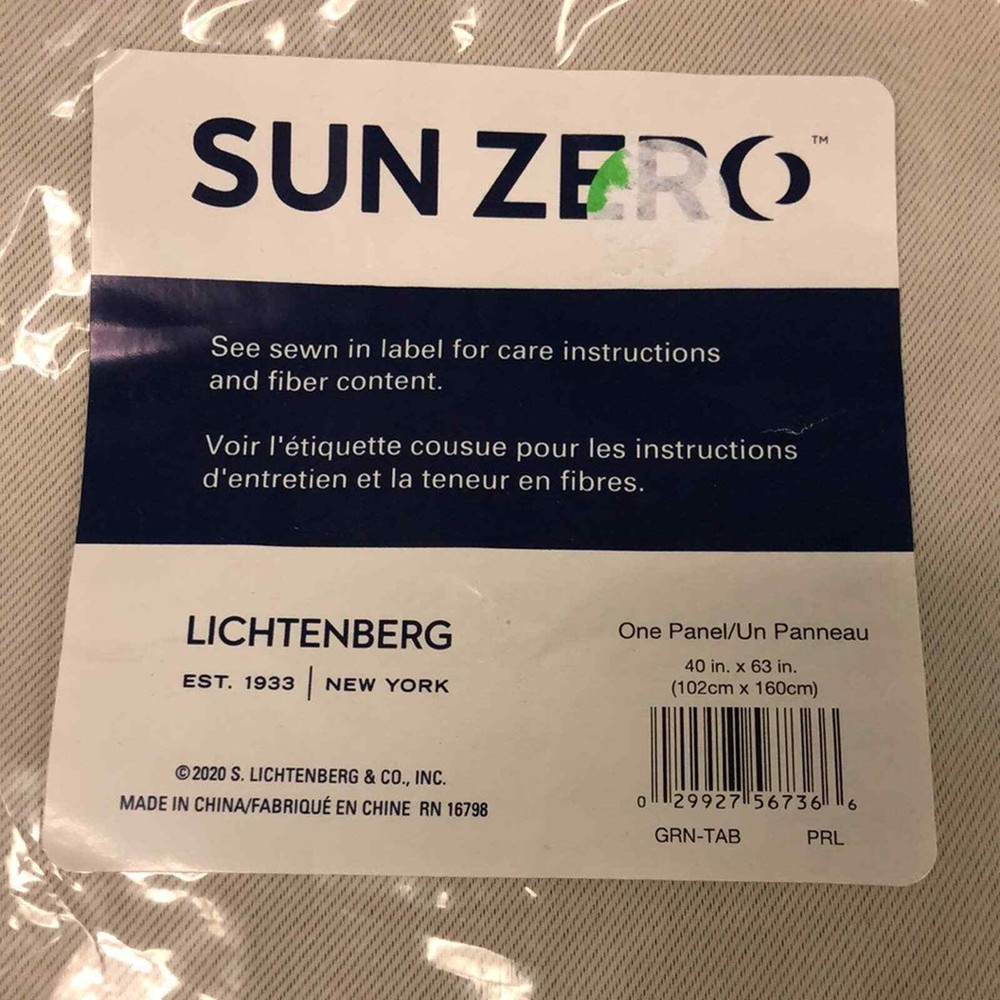 SUN ZERO™
See sewn in label for care instructions
and fiber content.
Voir l'étiquette cousue pour les instructions
d'entretien et la teneur en fibres.
LICHTENBERG
EST. 1933 | NEW YORK
©2020 S. LICHTENBERG & CO., INC.
MADE IN CHINA/FABRIQUÉ EN CHINE RN 16798
One Panel/Un Panneau
40 in. x 63 in.
(102cm x 160cm)
0 29927 56736 6
GRN-TAB PRL